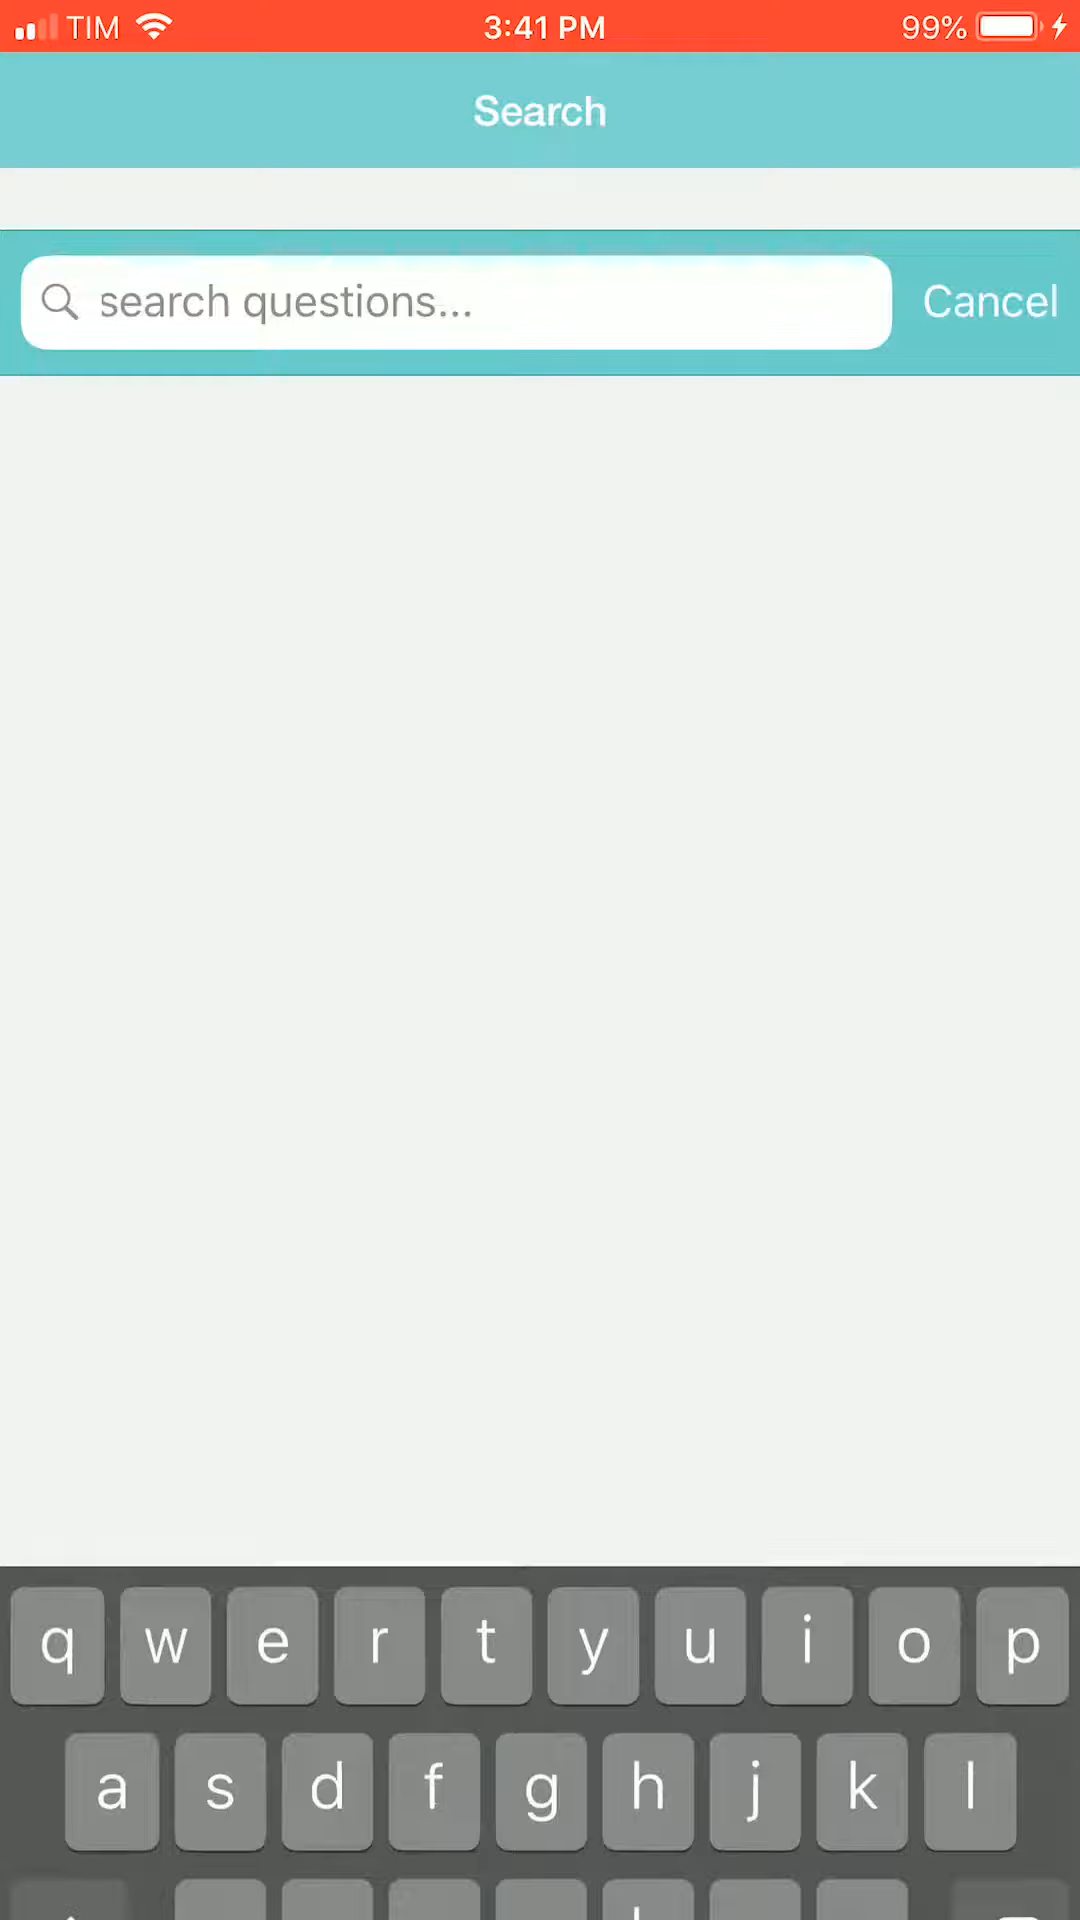 TIM 3:41 PM 99%
Search
search questions... Cancel
q w e r t y u i o p
a s d f g h j k l